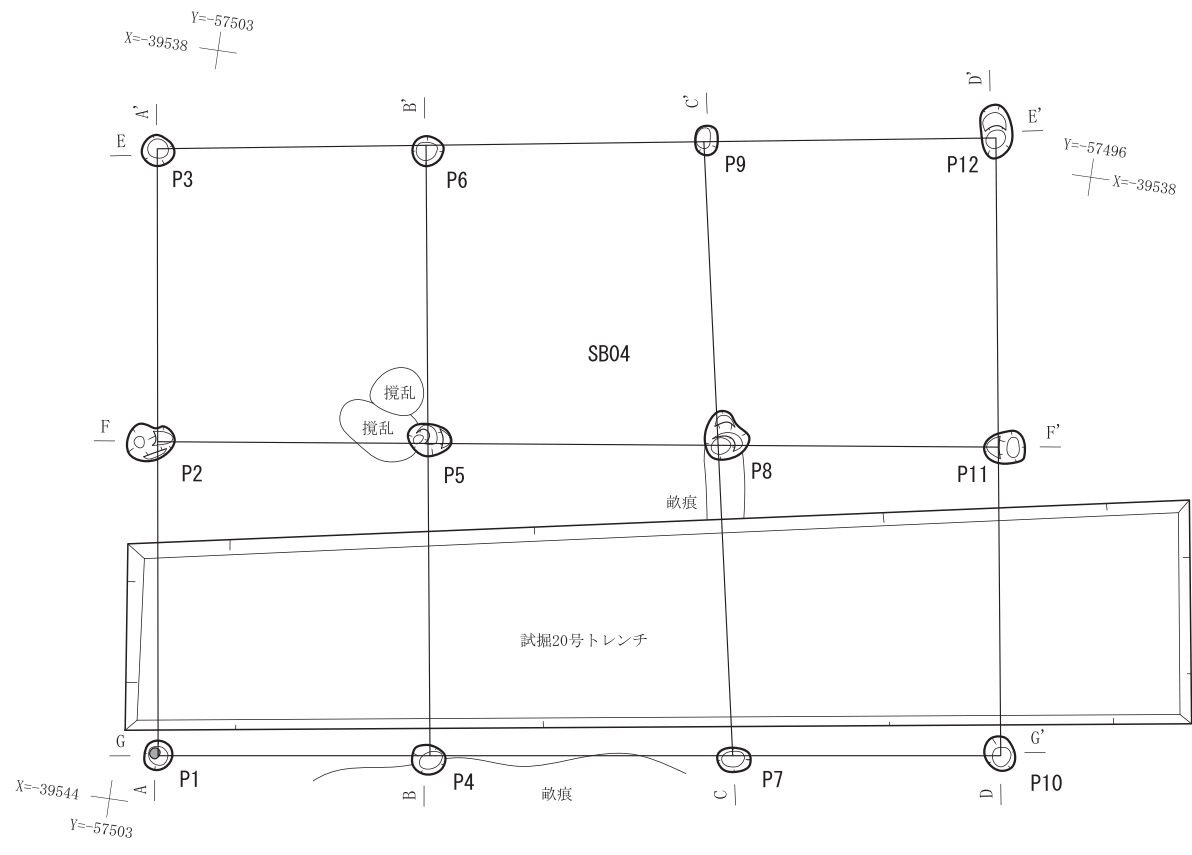 Y=-57503
X=-39538
A'
B'
C'
D'
E
E'
P3
P6
P9
P12
Y=-57496
X=-39538
SB04
撹乱
撹乱
F
F'
P2
P5
P8
P11
畝痕
試掘20号トレンチ
G
G'
P1
P4
P7
P10
A
B
C
D
畝痕
X=-39544
Y=-57503